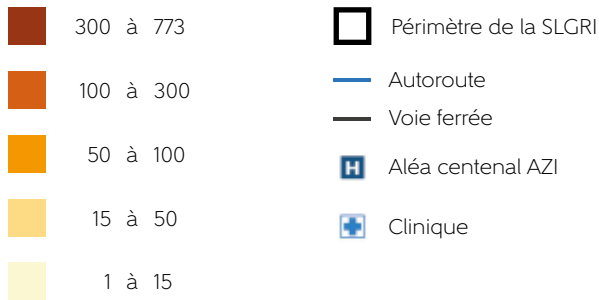 300 à 773
100 à 300
50 à 100
15 à 50
1 à 15
Périmètre de la SLGRI
Autoroute
Voie ferrée
H Aléa centenal AZI
Clinique